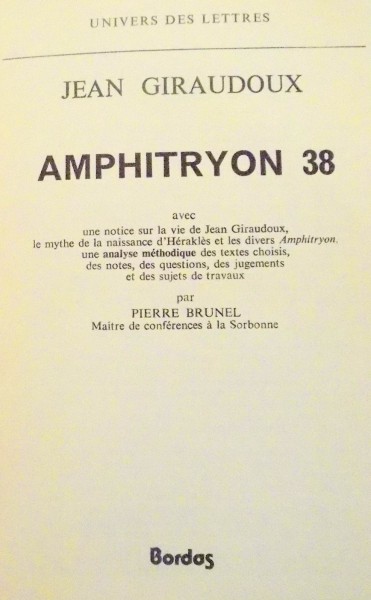 UNIVERS DES LETTRES
JEAN GIRAUDOUX
AMPHITRYON 38
avec
une notice sur la vie de Jean Giraudoux,
le mythe de la naissance d'Héraklès et les divers Amphitryon,
une analyse méthodique des textes choisis,
des notes, des questions, des jugements
et des sujets de travaux
par
PIERRE BRUNEL
Maître de conférences à la Sorbonne
Bordas